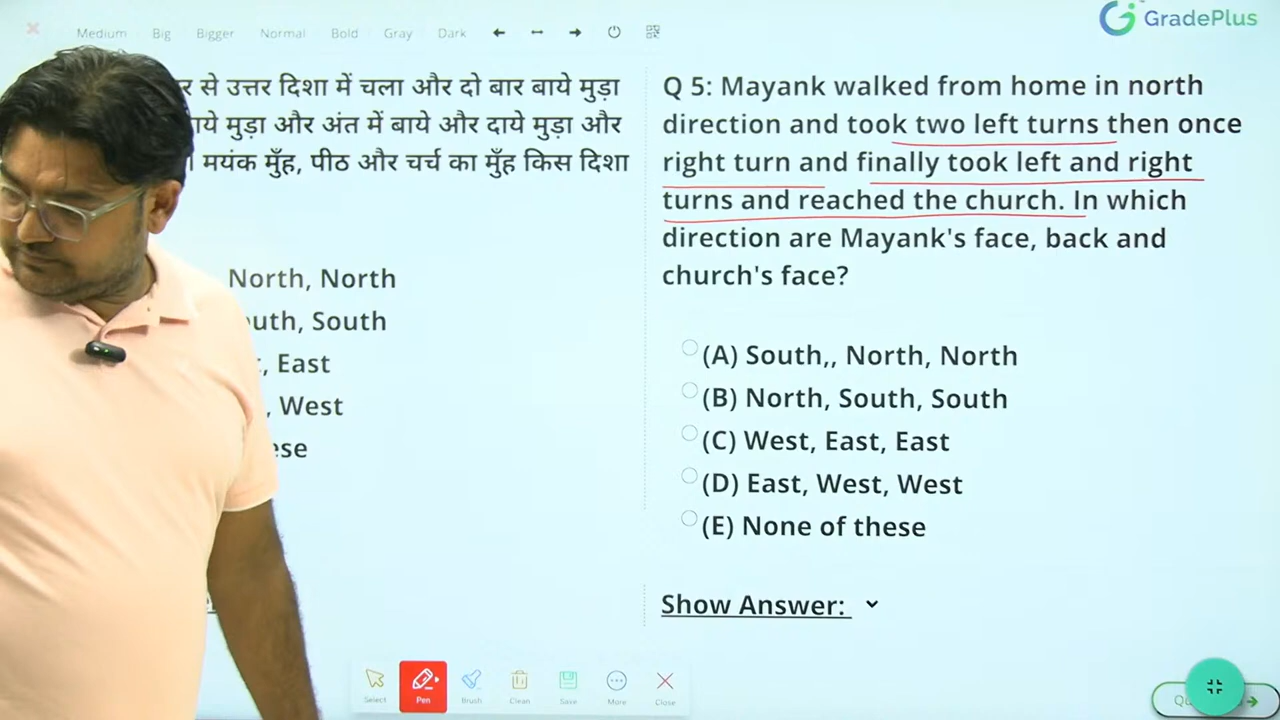 Medium Big Bigger Normal Bold Gray Dark
GradePlus
से उत्तर दिशा में चला और दो बार बाये मुड़ा
मुड़ा और अंत में बाये और दाये मुड़ा और
मयंक मुँह, पीठ और चर्च का मुँह किस दिशा
North, North
South
East
West
Q 5: Mayank walked from home in north
direction and took two left turns then once
right turn and finally took left and right
turns and reached the church. In which
direction are Mayank's face, back and
church's face?
(A) South,, North, North
(B) North, South, South
(C) West, East, East
(D) East, West, West
(E) None of these
Show Answer:
Select Pen Brush Clean Save More Close